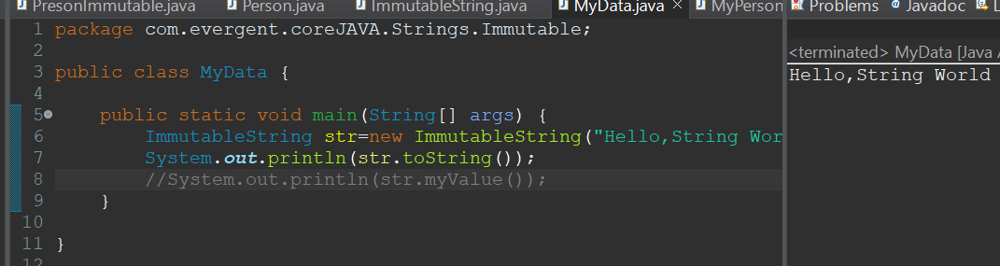 PresonImmutable.java Person.java ImmutableString.java MyData.java MyPerson
Problems Javadoc
1 package com.evergent.coreJAVA.Strings.Immutable;
2
3 public class MyData {
4
5 public static void main(String[] args) {
6 ImmutableString str=new ImmutableString("Hello,String Wor
7 System.out.println(str.toString());
8 //System.out.println(str.myValue());
9 }
10
11 }
12
<terminated> MyData [Java A
Hello,String World